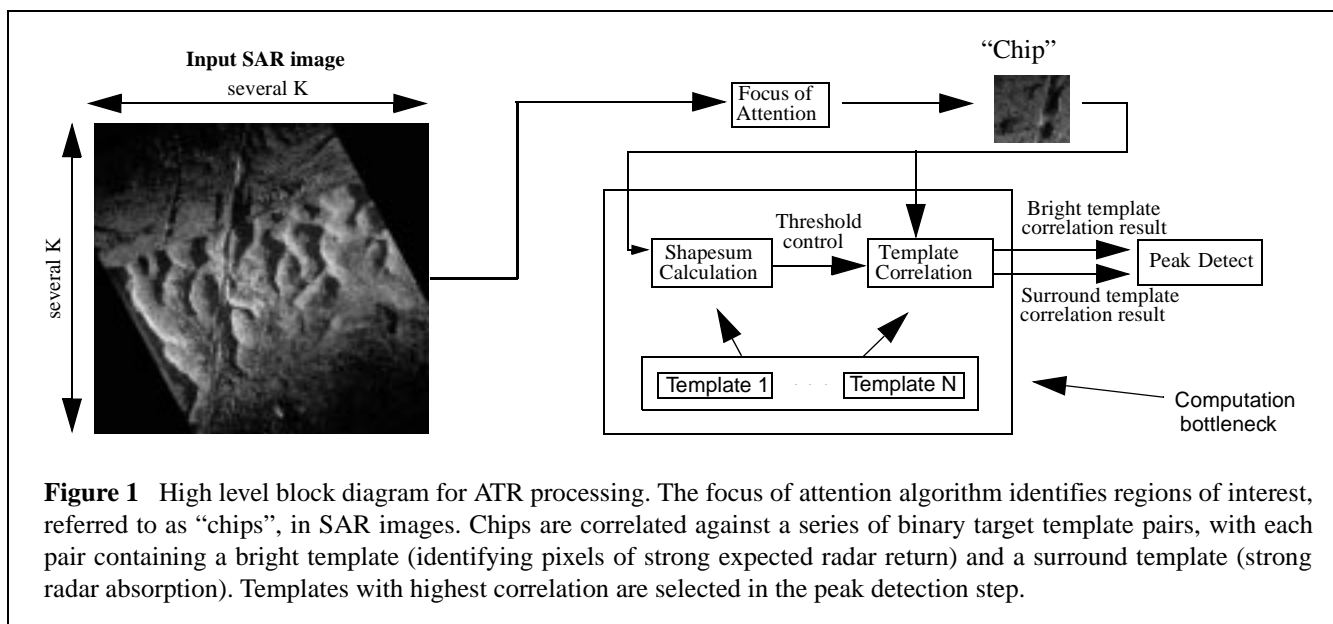 Input SAR image
several K
several K
Focus of
Attention
“Chip”
Shapesum
Calculation
Threshold
control
Template
Correlation
Bright template
correlation result
Peak Detect
Surround template
correlation result
Template 1 . . . Template N
Computation
bottleneck
Figure 1 High level block diagram for ATR processing. The focus of attention algorithm identifies regions of interest,
referred to as “chips”, in SAR images. Chips are correlated against a series of binary target template pairs, with each
pair containing a bright template (identifying pixels of strong expected radar return) and a surround template (strong
radar absorption). Templates with highest correlation are selected in the peak detection step.